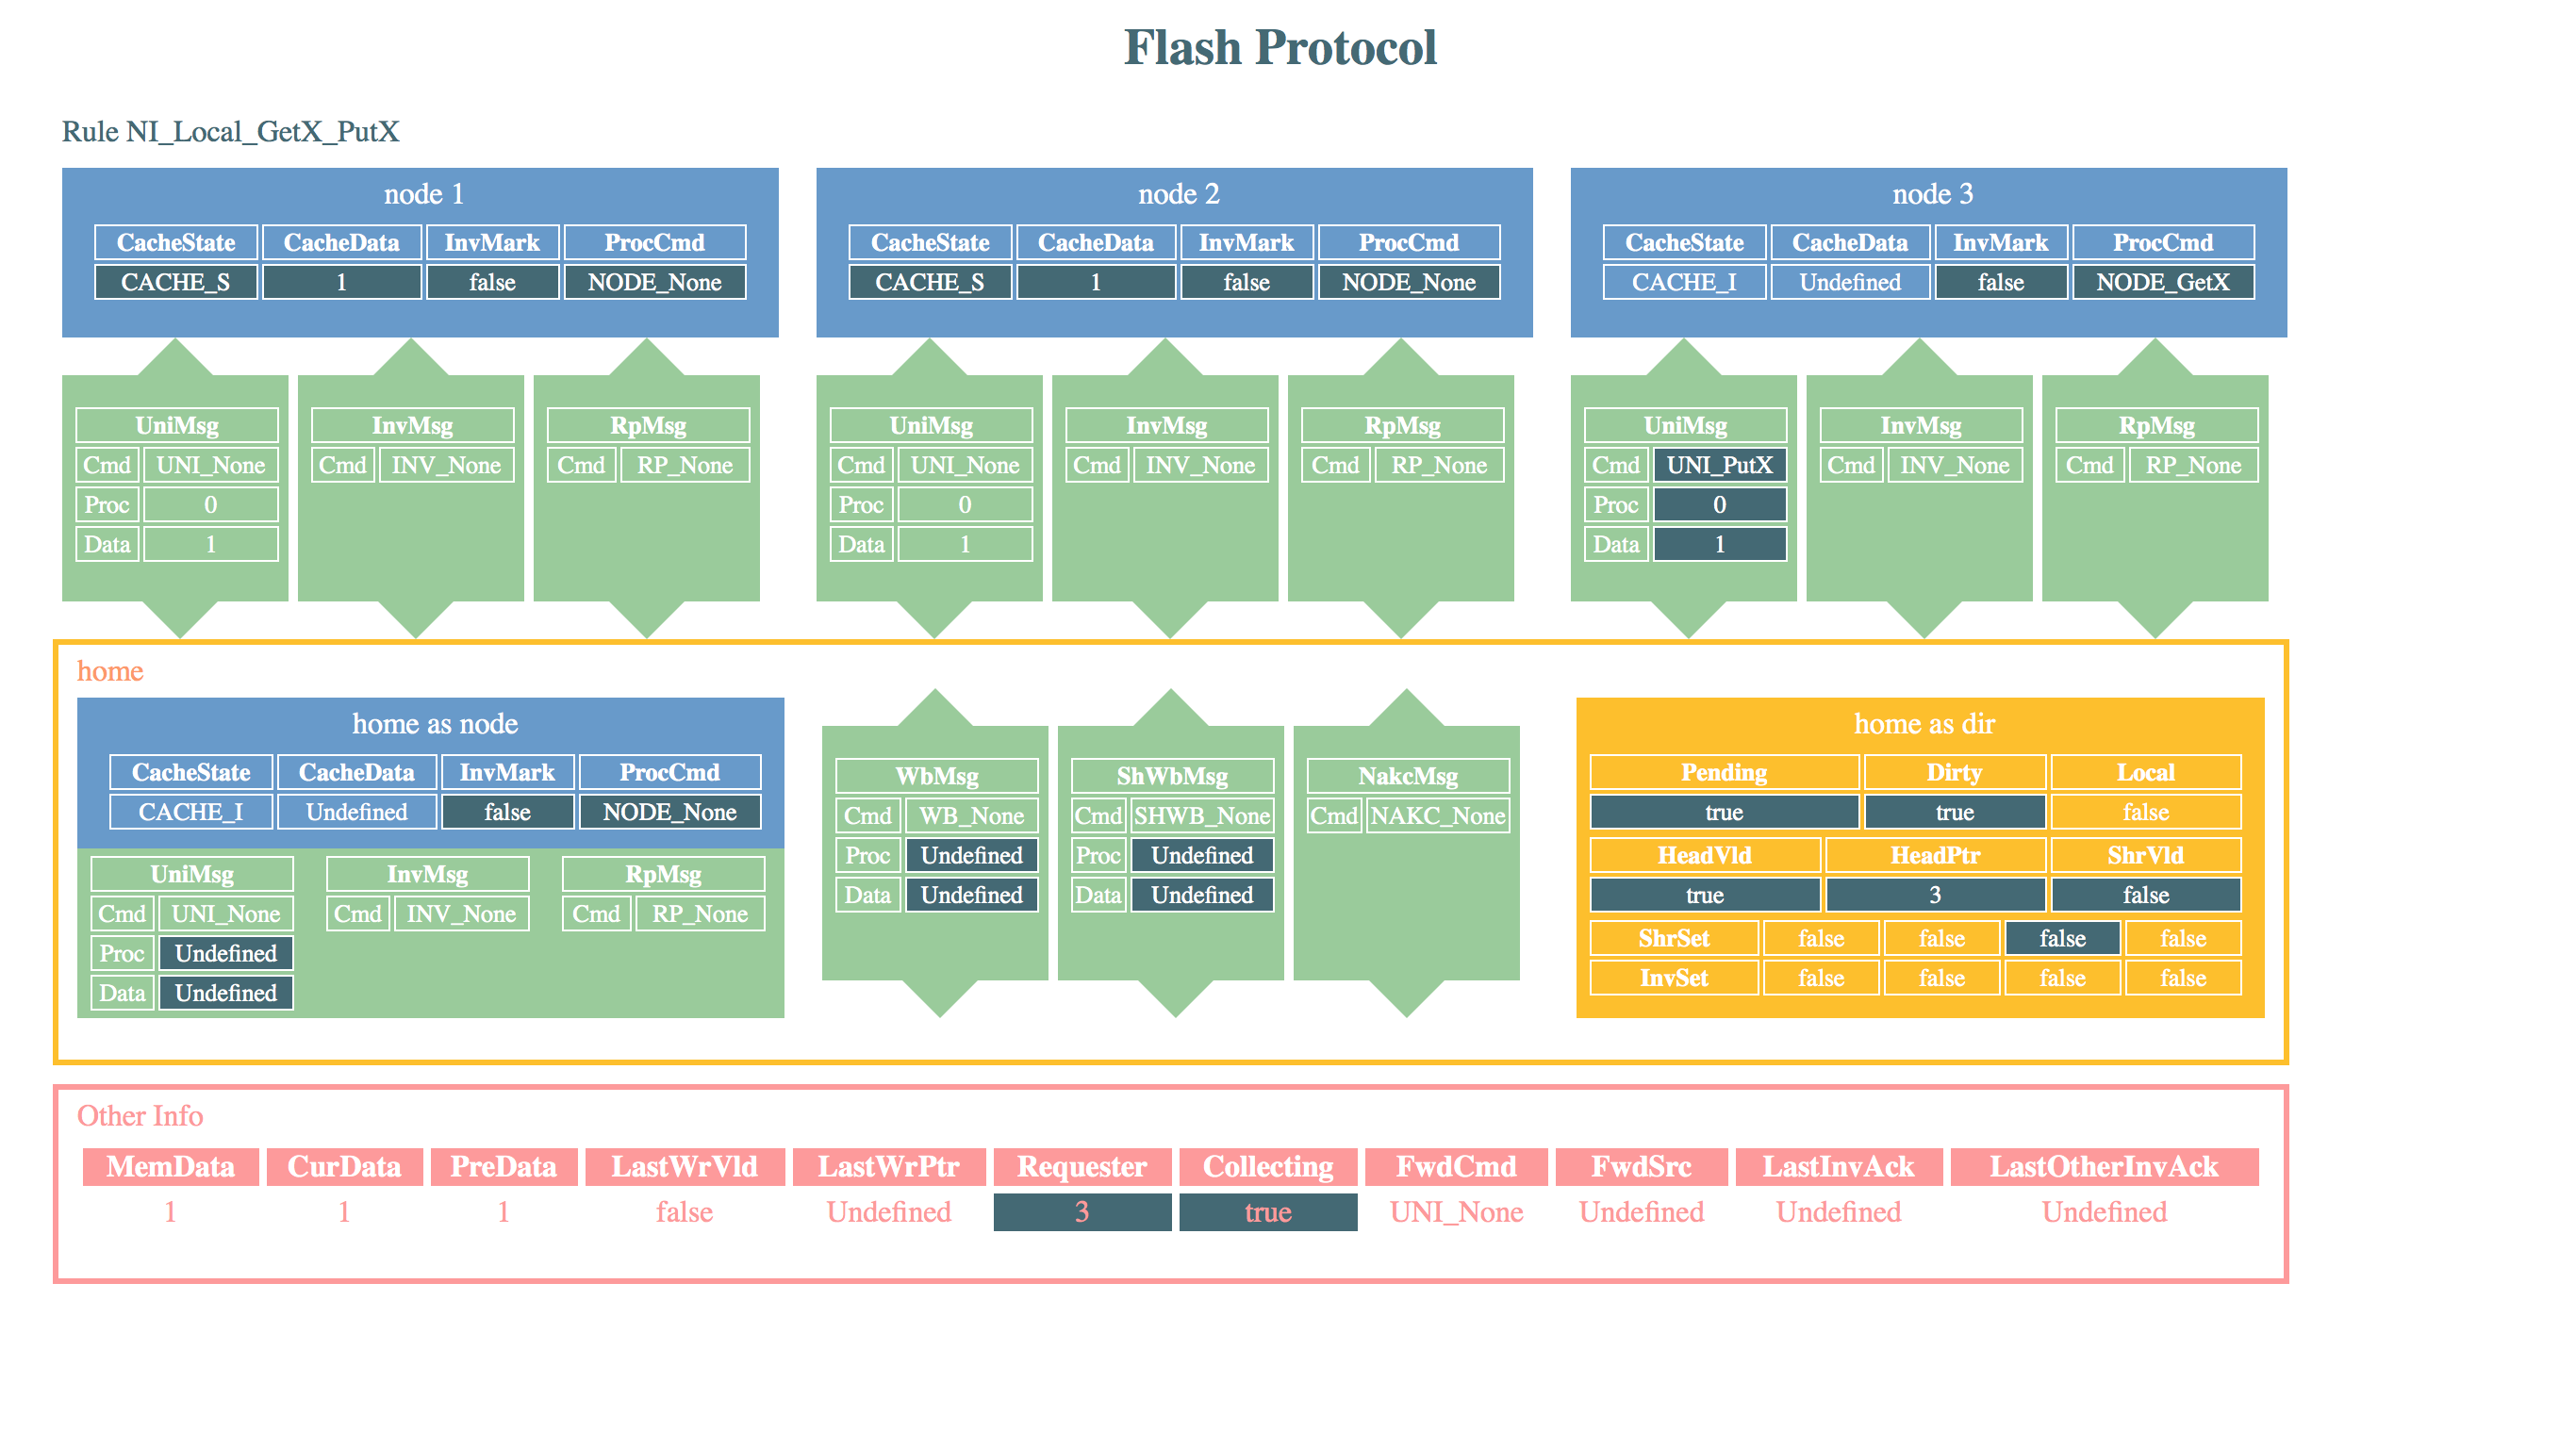 Flash Protocol
Rule NI_Local_GetX_PutX
node 1
CacheState CacheData InvMark ProcCmd
CACHE_S 1 false NODE_None
node 2
CacheState CacheData InvMark ProcCmd
CACHE_S 1 false NODE_None
node 3
CacheState CacheData InvMark ProcCmd
CACHE_I Undefined false NODE_GetX
UniMsg InvMsg RpMsg
Cmd UNI_None Cmd INV_None Cmd RP_None
Proc 0
Data 1
UniMsg InvMsg RpMsg
Cmd UNI_None Cmd INV_None Cmd RP_None
Proc 0
Data 1
UniMsg InvMsg RpMsg
Cmd UNI_PutX Cmd INV_None Cmd RP_None
Proc 0
Data 1
home
home as node
CacheState CacheData InvMark ProcCmd
CACHE_I Undefined false NODE_None
UniMsg InvMsg RpMsg
Cmd UNI_None Cmd INV_None Cmd RP_None
Proc Undefined
Data Undefined
WbMsg ShWbMsg NakcMsg
Cmd WB_None Cmd SHWB_None Cmd NAKC_None
Proc Undefined Proc Undefined
Data Undefined Data Undefined
home as dir
Pending Dirty Local
true true false
HeadVld HeadPtr ShrVld
true 3 false
ShrSet false false false false
InvSet false false false false
Other Info
MemData CurData PreData LastWrVld LastWrPtr Requester Collecting FwdCmd FwdSrc LastInvAck LastOtherInvAck
1 1 1 false Undefined 3 true UNI_None Undefined Undefined Undefined